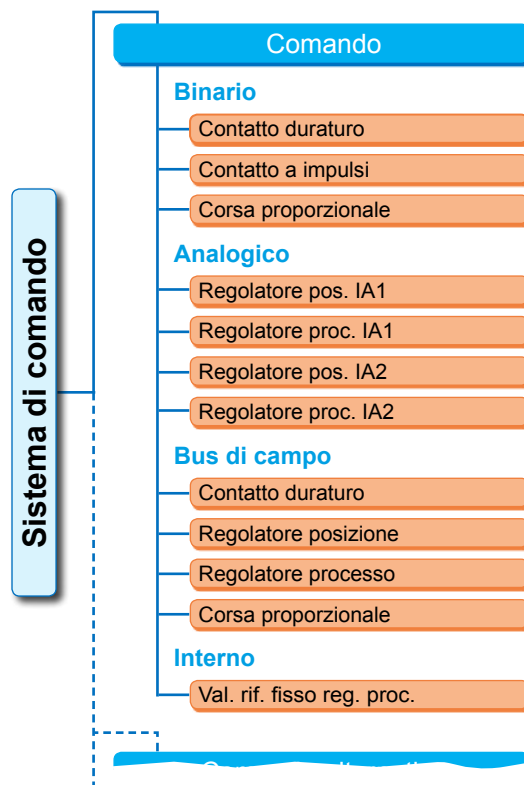 Comando
Binario
Contatto duraturo
Contatto a impulsi
Corsa proporzionale
Analogico
Regolatore pos. IA1
Regolatore proc. IA1
Regolatore pos. IA2
Regolatore proc. IA2
Bus di campo
Contatto duraturo
Regolatore posizione
Regolatore processo
Corsa proporzionale
Interno
Val. rif. fisso reg. proc.
Sistema di comando